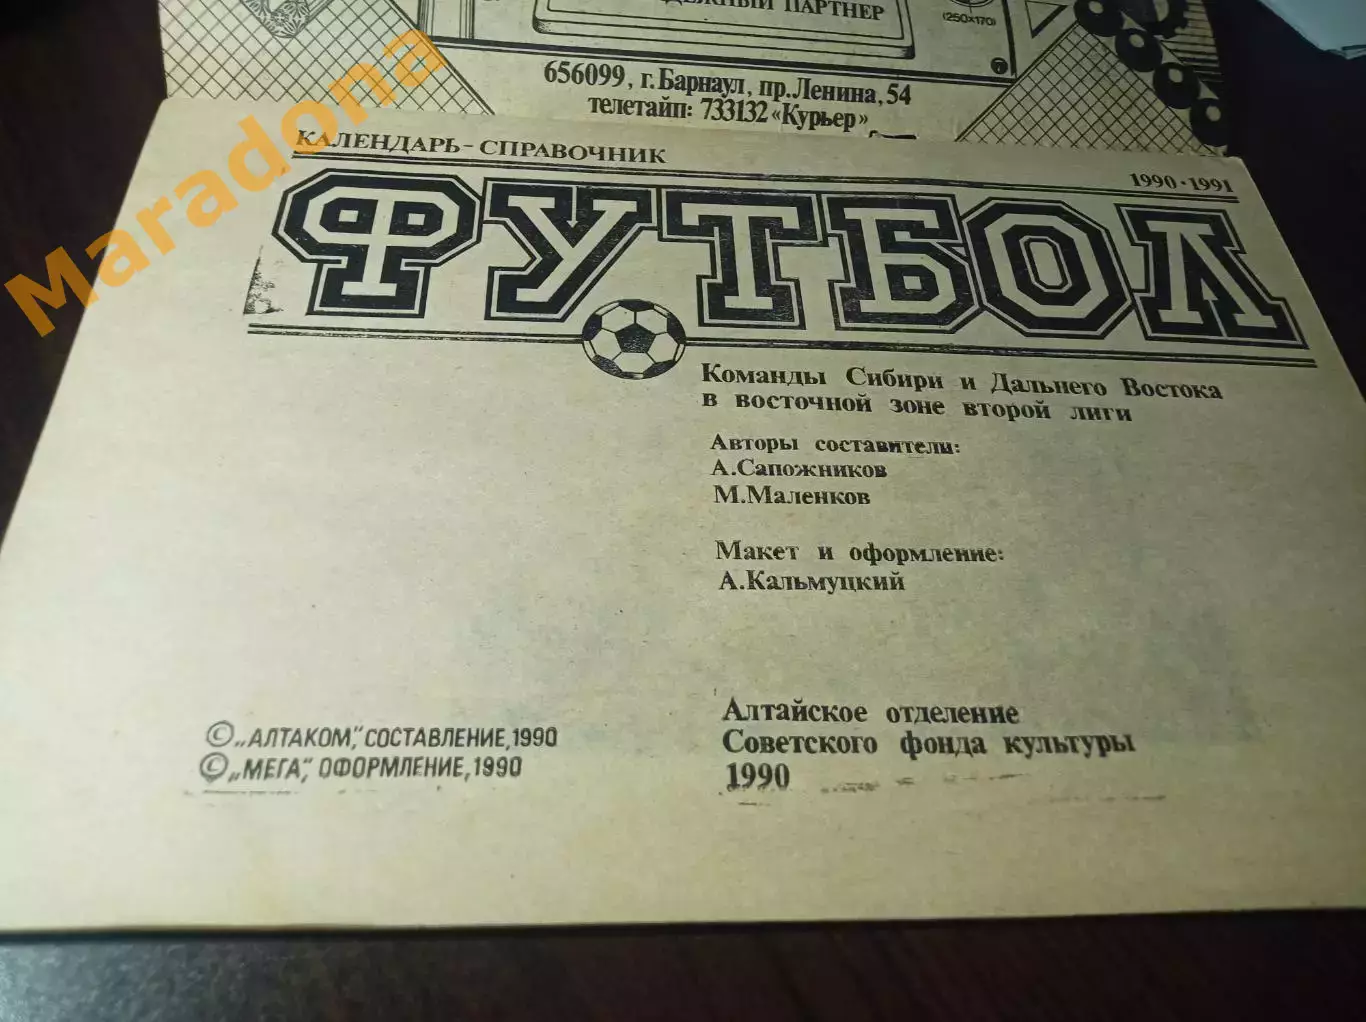 ПАРТНЕР
(250×170)
656099, г. Барнаул, пр. Ленина, 54
телетайп: 733132 «Курьер»
Maradona
КАЛЕНДАРЬ-СПРАВОЧНИК
1990·1991
ФУТБОЛ
Команды Сибири и Дальнего Востока
в восточной зоне второй лиги
Авторы составители:
А.Сапожников
М.Маленков
Макет и оформление:
А.Кальмуцкий
© „АЛТАКОМ," СОСТАВЛЕНИЕ, 1990
© „МЕГА," ОФОРМЛЕНИЕ, 1990
Алтайское отделение
Советского фонда культуры
1990